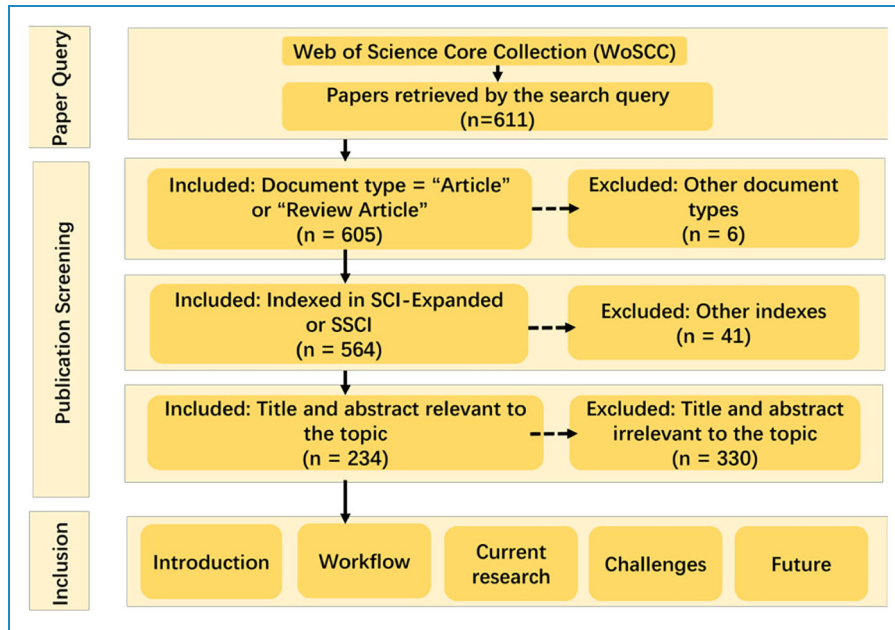 Paper Query
Web of Science Core Collection (WoSCC)
Papers retrieved by the search query
(n=611)
Publication Screening
Included: Document type = “Article”
or “Review Article”
(n = 605)
Excluded: Other document
types
(n = 6)
Included: Indexed in SCI-Expanded
or SSCI
(n = 564)
Excluded: Other indexes
(n = 41)
Included: Title and abstract relevant to
the topic
(n = 234)
Excluded: Title and abstract
irrelevant to the topic
(n = 330)
Inclusion
Introduction
Workflow
Current
research
Challenges
Future